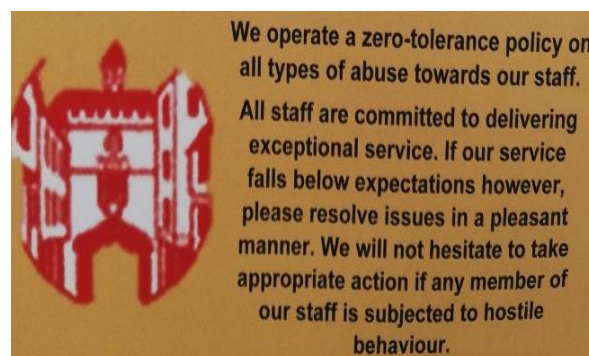 We operate a zero-tolerance policy on
all types of abuse towards our staff.
All staff are committed to delivering
exceptional service. If our service
falls below expectations however,
please resolve issues in a pleasant
manner. We will not hesitate to take
appropriate action if any member of
our staff is subjected to hostile
behaviour.